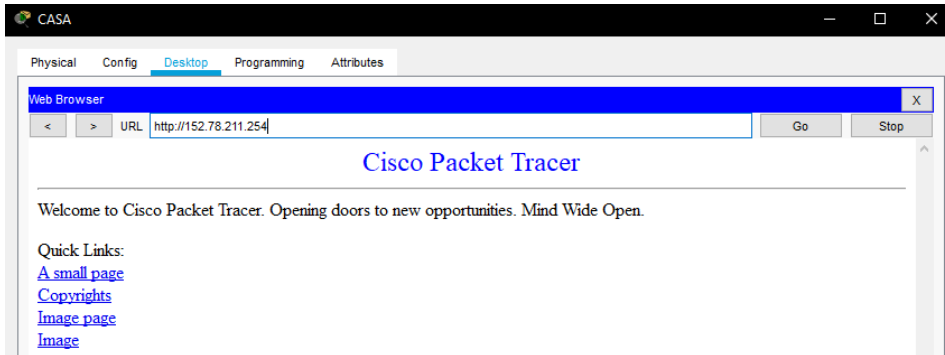 CASA
Physical Config Desktop Programming Attributes
Web Browser X
< > URL http://152.78.211.254 Go Stop
Cisco Packet Tracer
Welcome to Cisco Packet Tracer. Opening doors to new opportunities. Mind Wide Open.
Quick Links:
A small page
Copyrights
Image page
Image